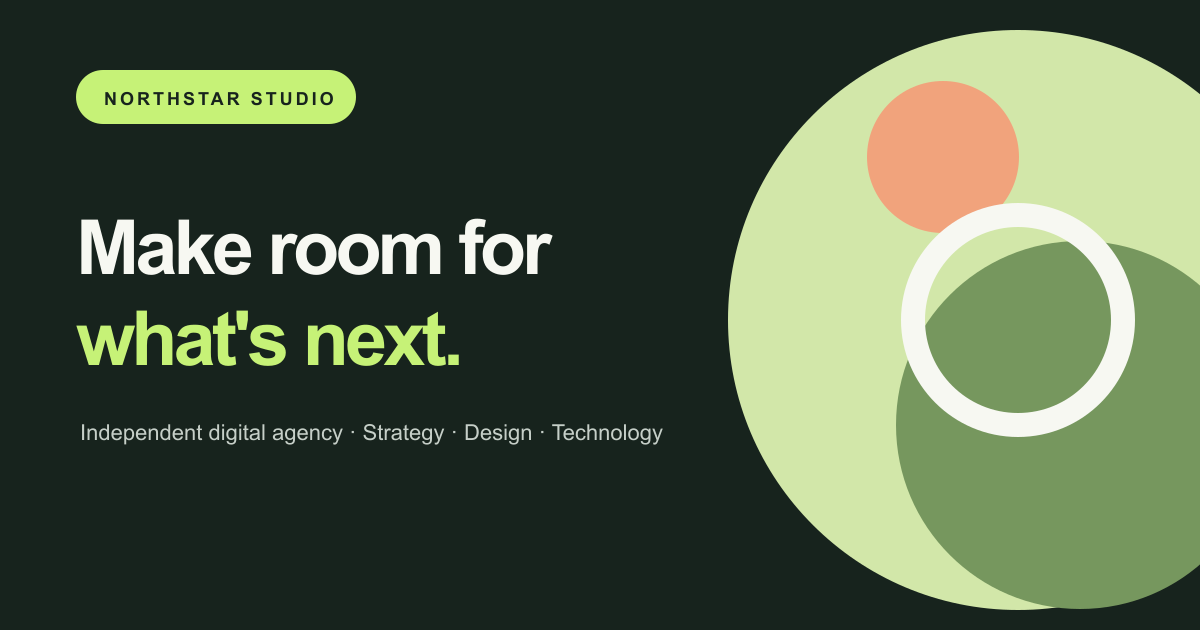 NORTHSTAR STUDIO
Make room for
what's next.
Independent digital agency · Strategy · Design · Technology